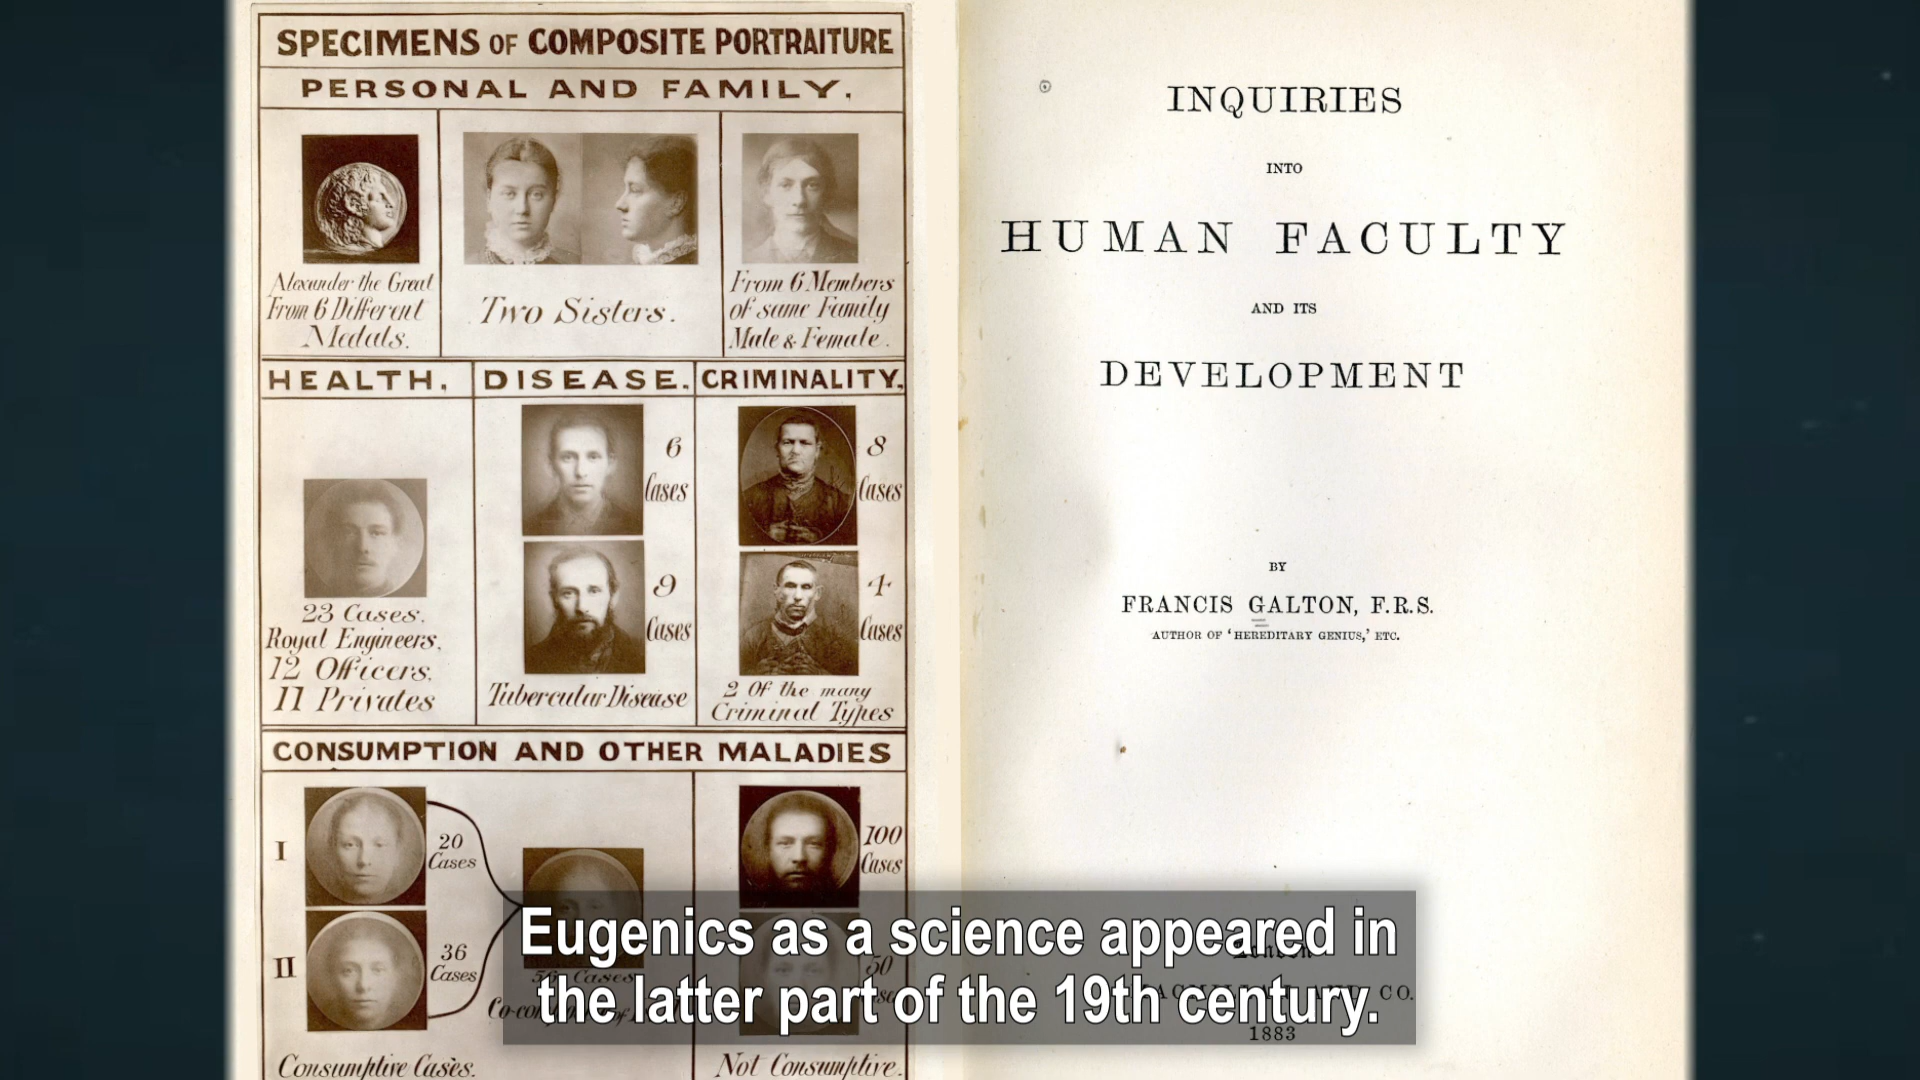 SPECIMENS OF COMPOSITE PORTRAITURE
PERSONAL AND FAMILY.
Alexander the Great
From 6 Different
Medals.
Two Sisters.
From 6 Members
of same Family
Male & Female.
HEALTH.
23 Cases.
Royal Engineers.
12 Officers.
11 Privates
DISEASE.
6
Cases
9
Cases
Tubercular Disease
CRIMINALITY.
8
Cases
4
Cases
2 Of the many
Criminal Types
CONSUMPTION AND OTHER MALADIES
I
20
Cases
II
36
Cases
56 Cases
Consumptive Cases.
100
Cases
50
Not Consumptive.
INQUIRIES
INTO
HUMAN FACULTY
AND ITS
DEVELOPMENT
BY
FRANCIS GALTON, F.R.S.
AUTHOR OF 'HEREDITARY GENIUS,' ETC.
London
AND CO.
1883
Eugenics as a science appeared in
the latter part of the 19th century.